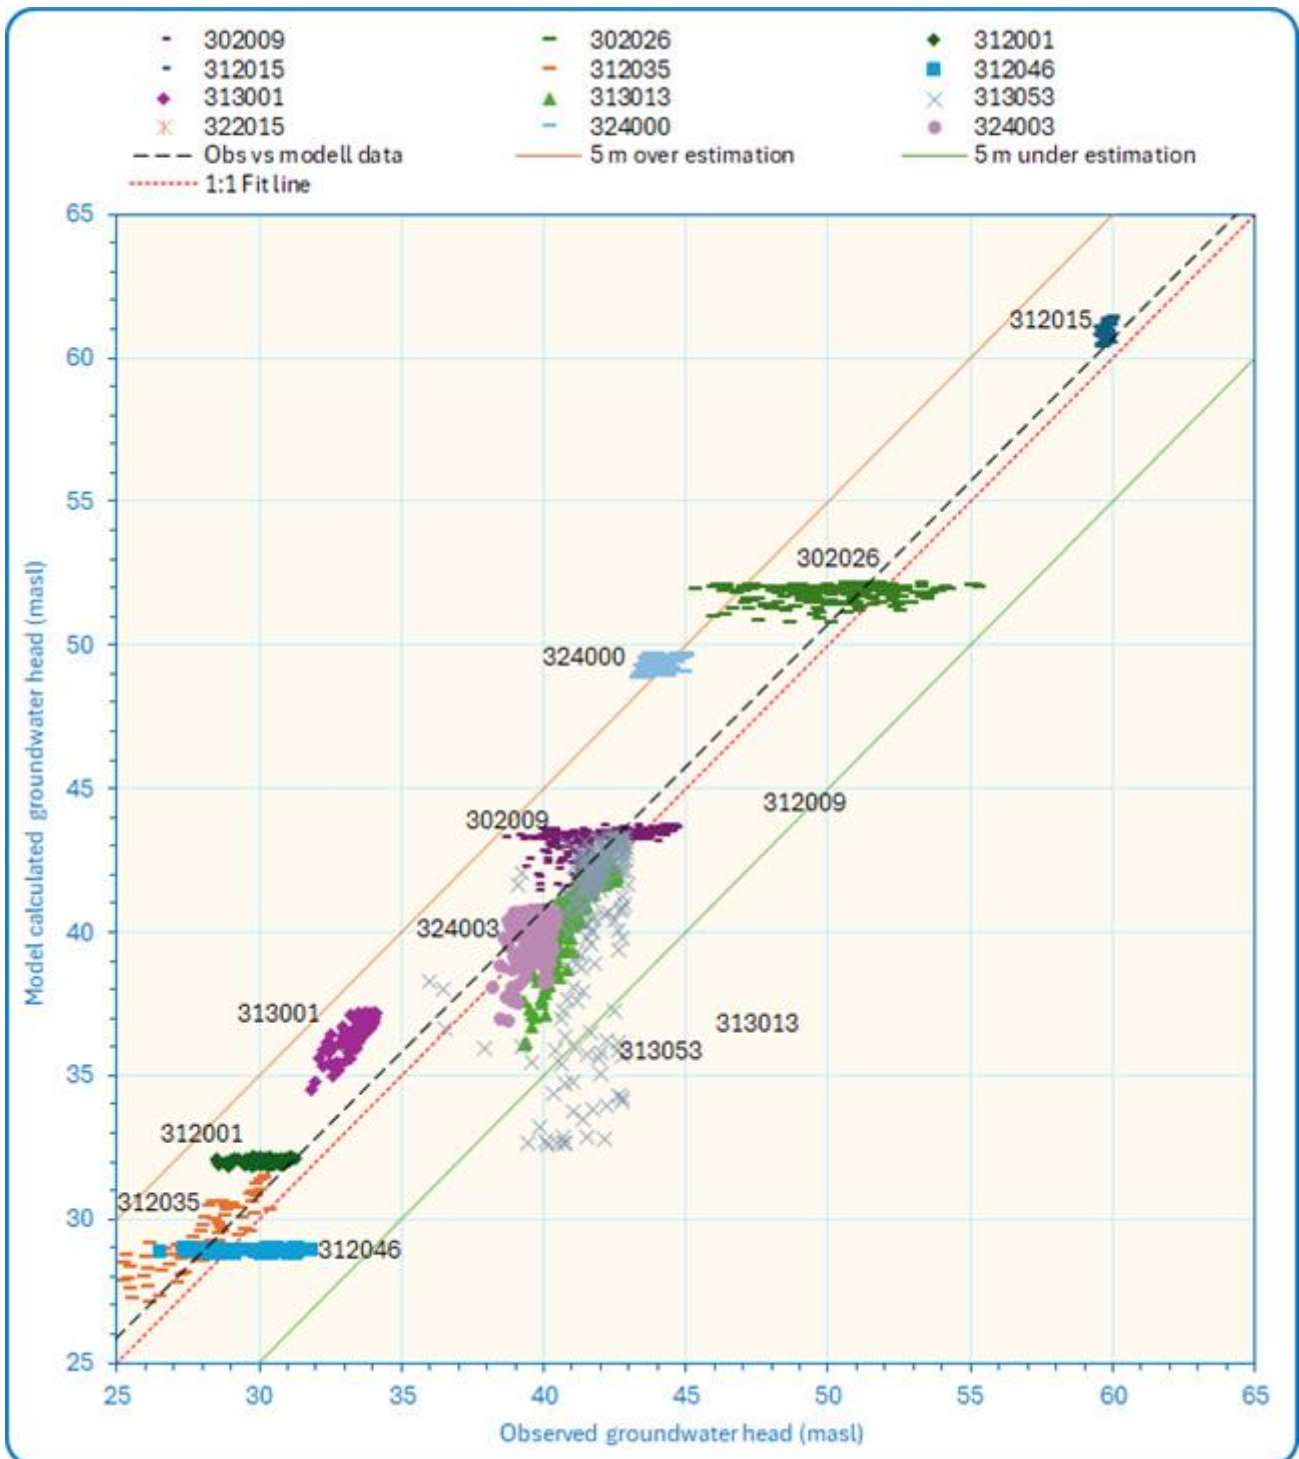 302009 302026 312001
312015 312035 312046
313001 313013 313053
322015 324000 324003
Obs vs modell data 5 m over estimation 5 m under estimation
1:1 Fit line
65
312015
60
55
302026
50
324000
45
312009
302009
324003
40
313001
313013
313053
35
312001
312035
30
312046
25
25 30 35 40 45 50 55 60 65
Model calculated groundwater head (masl)
Observed groundwater head (masl)